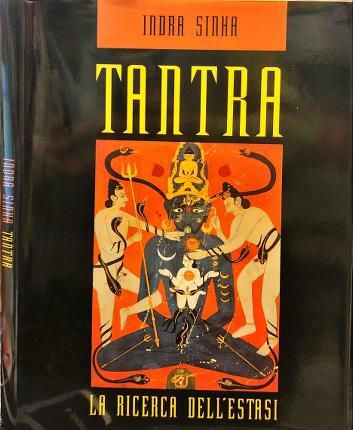 INDRA SINHA
TANTRA
LA RICERCA DELL'ESTASI
INDRA SINHA TANTRA